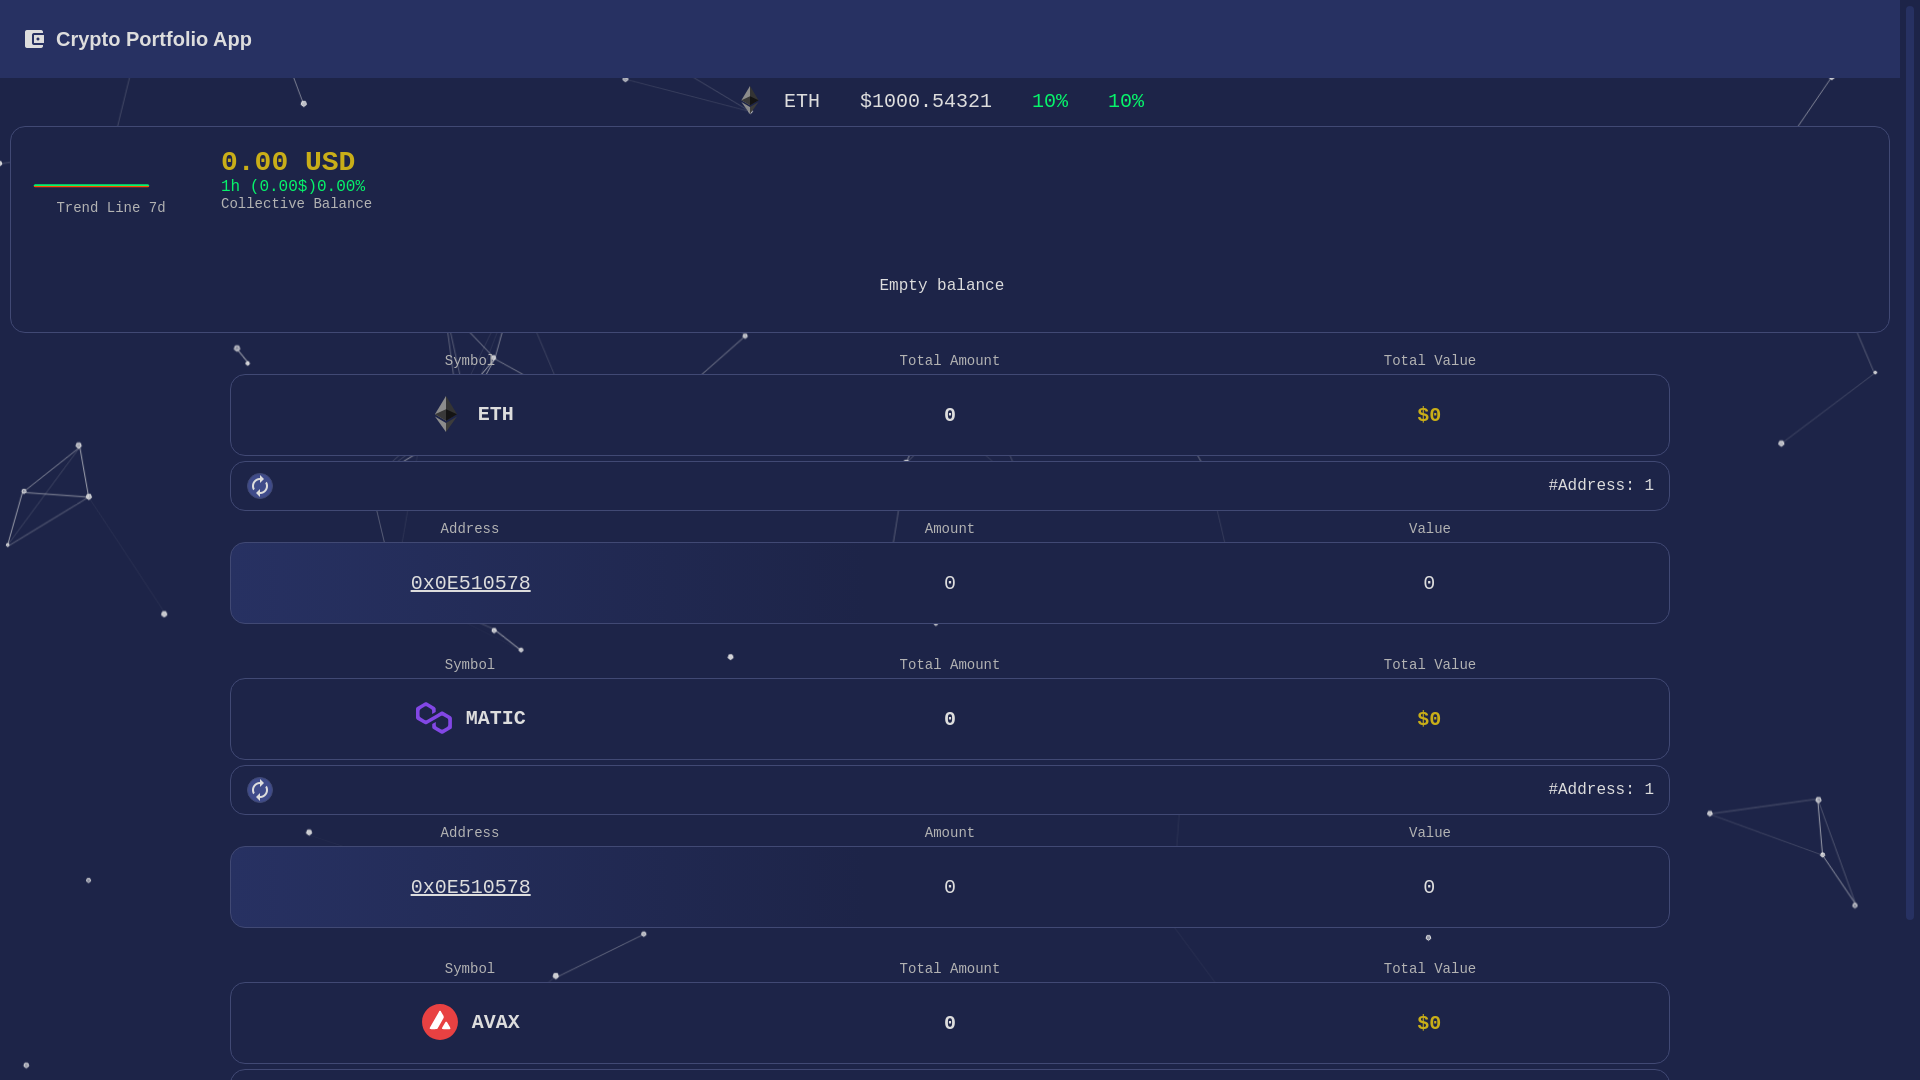 Crypto Portfolio App
ETH $1000.54321 10% 10%
0.00 USD
1h (0.00$)0.00%
Collective Balance
Trend Line 7d
Empty balance
Symbol Total Amount Total Value
ETH 0 $0
#Address: 1
Address Amount Value
0x0E510578 0 0
Symbol Total Amount Total Value
MATIC 0 $0
#Address: 1
Address Amount Value
0x0E510578 0 0
Symbol Total Amount Total Value
AVAX 0 $0